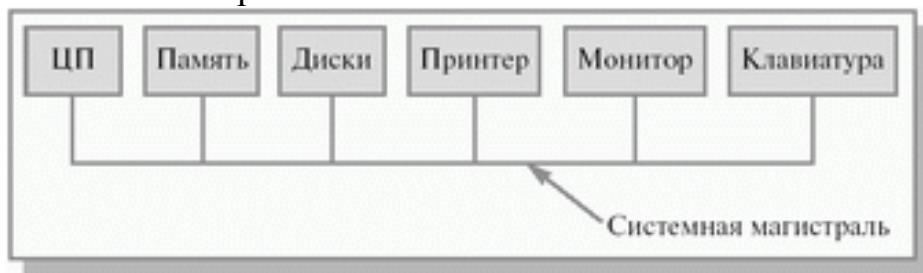 ЦП Память Диски Принтер Монитор Клавиатура
Системная магистраль